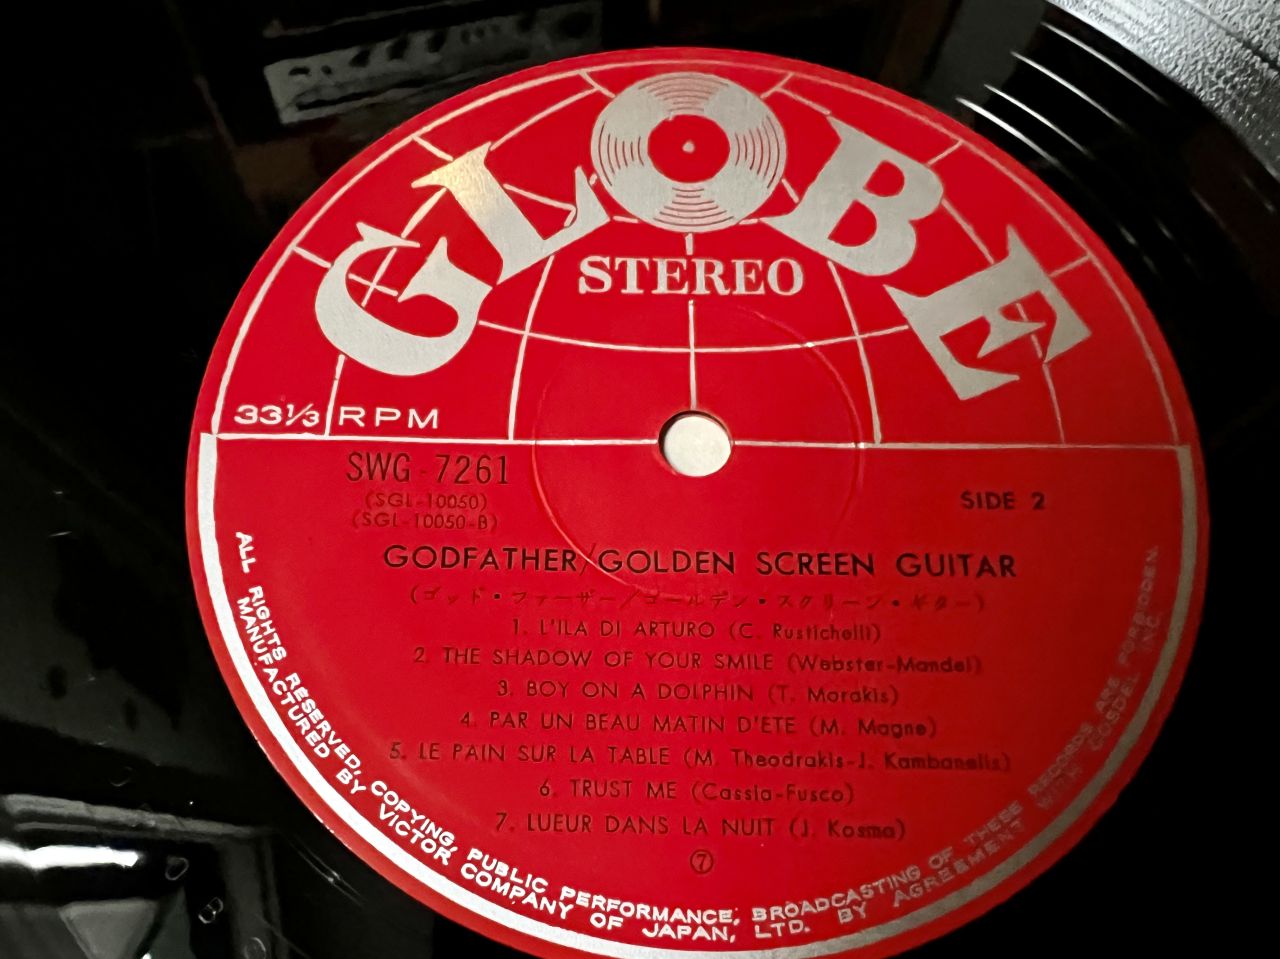 GLOBE
STEREO
33 1/3 RPM
SWG-7261
(SGL-10050)
(SGL-10050-B)
SIDE 2
GODFATHER/GOLDEN SCREEN GUITAR
(ゴッド・ファーザー/ゴールデン・スクリーン・ギター)
1. L'ILA DI ARTURO (C. Rustichelli)
2. THE SHADOW OF YOUR SMILE (Webster-Mandel)
3. BOY ON A DOLPHIN (T. Morakis)
4. PAR UN BEAU MATIN D'ETE (M. Magne)
5. LE PAIN SUR LA TABLE (M. Theodrakis-J. Kambanellis)
6. TRUST ME (Cassia-Fusco)
7. LUEUR DANS LA NUIT (J. Kosma)
⑦
ALL RIGHTS RESERVED, COPYING, PUBLIC PERFORMANCE, BROADCASTING OF THESE RECORDS ARE FORBIDDEN.
MANUFACTURED BY VICTOR COMPANY OF JAPAN, LTD. BY AGREEMENT WITH COSDEL INC.